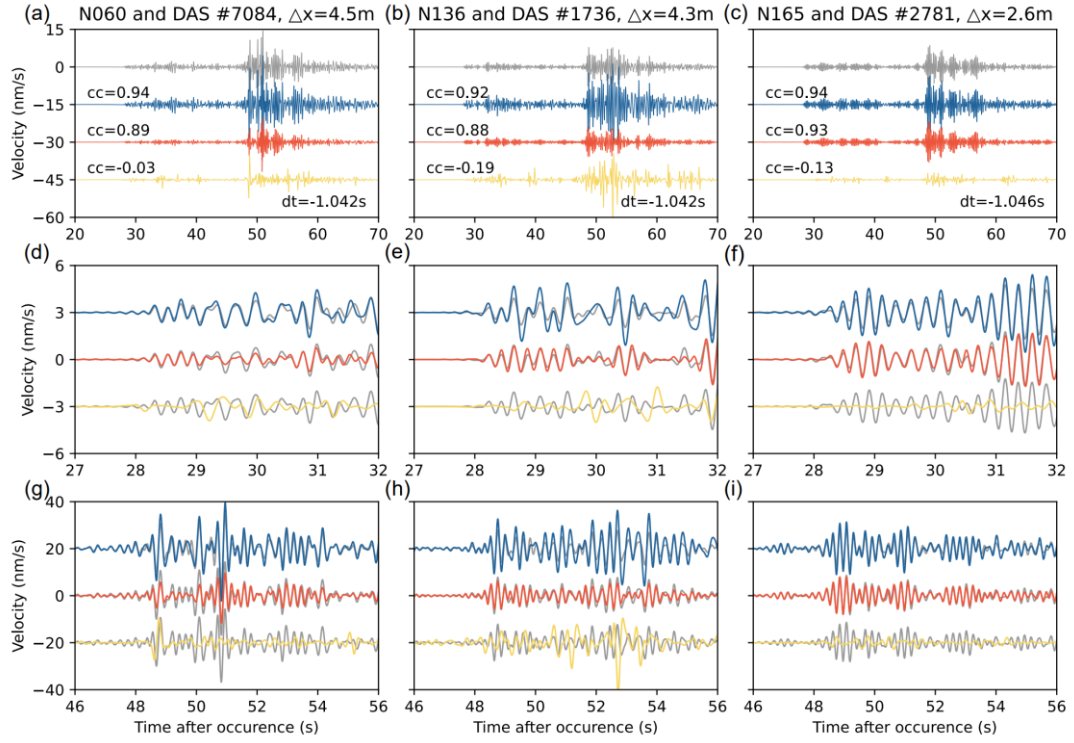 (a) N060 and DAS #7084, △x=4.5m
(b) N136 and DAS #1736, △x=4.3m
(c) N165 and DAS #2781, △x=2.6m
Velocity (nm/s)
15
0
−15
−30
−45
−60
cc=0.94
cc=0.89
cc=-0.03
dt=-1.042s
20 30 40 50 60 70
cc=0.92
cc=0.88
cc=-0.19
dt=-1.042s
20 30 40 50 60 70
cc=0.94
cc=0.93
cc=-0.13
dt=-1.046s
20 30 40 50 60 70
(d)
(e)
(f)
Velocity (nm/s)
6
3
0
−3
−6
27 28 29 30 31 32
27 28 29 30 31 32
27 28 29 30 31 32
(g)
(h)
(i)
Velocity (nm/s)
40
20
0
−20
−40
46 48 50 52 54 56
46 48 50 52 54 56
46 48 50 52 54 56
Time after occurence (s)
Time after occurence (s)
Time after occurence (s)